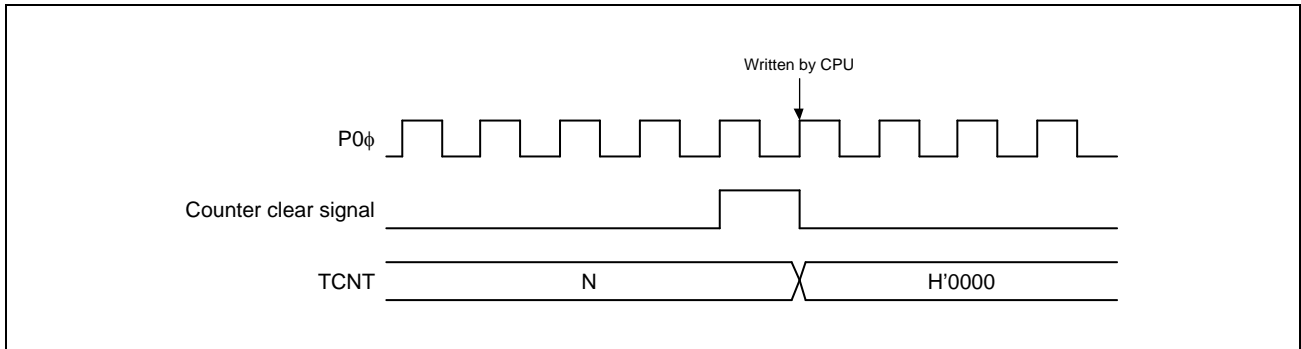 Written by CPU
P0ϕ
Counter clear signal
TCNT N H’0000